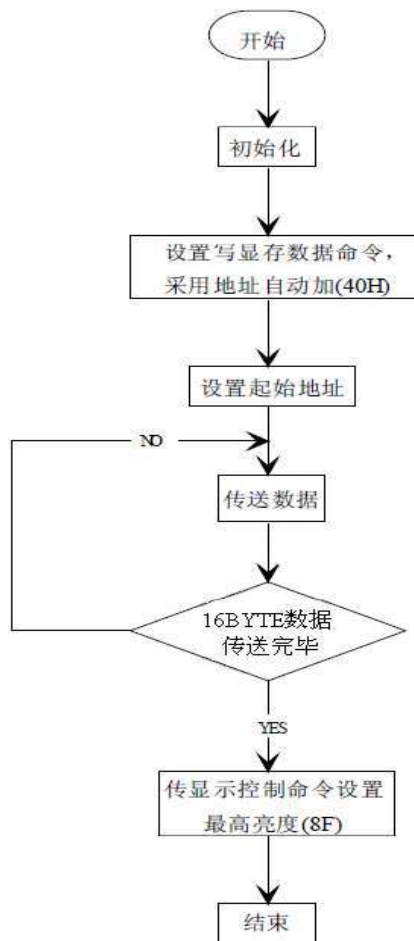 开始
初始化
设置写显存数据命令，
采用地址自动加(40H)
设置起始地址
NO
传送数据
16BYTE数据
传送完毕
YES
传显示控制命令设置
最高亮度(8F)
结束